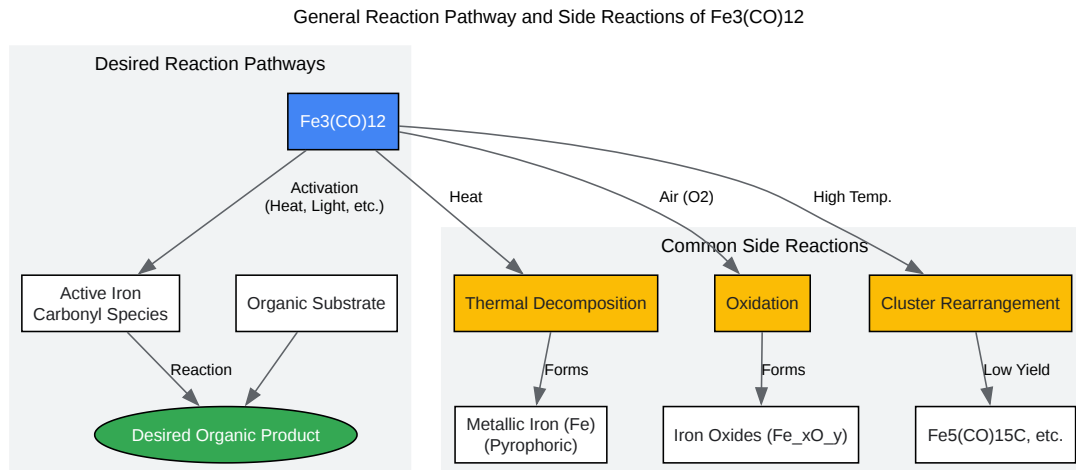 General Reaction Pathway and Side Reactions of Fe3(CO)12
Desired Reaction Pathways
Fe3(CO)12
Activation
(Heat, Light, etc.)
Heat
Air (O2)
High Temp.
Common Side Reactions
Active Iron
Carbonyl Species
Organic Substrate
Thermal Decomposition
Oxidation
Cluster Rearrangement
Reaction
Forms
Forms
Low Yield
Desired Organic Product
Metallic Iron (Fe)
(Pyrophoric)
Iron Oxides (Fe_xO_y)
Fe5(CO)15C, etc.